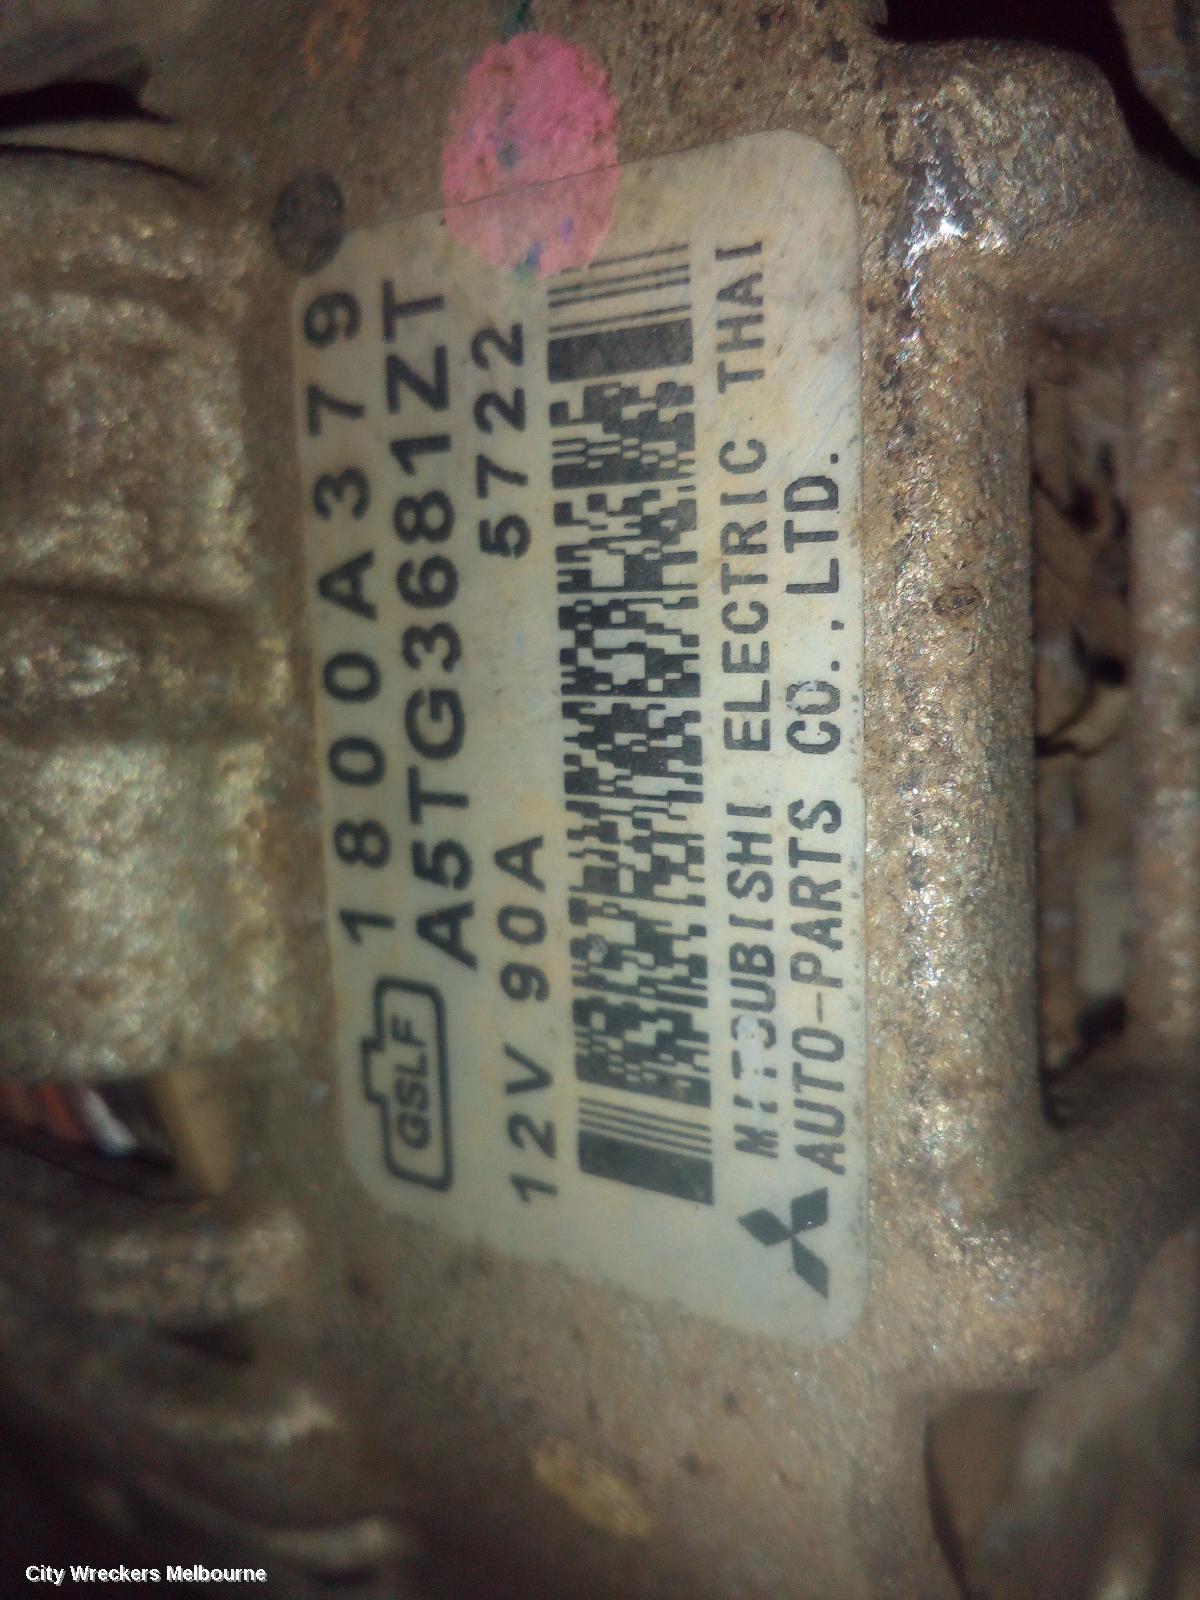 1800A379
GSLF A5TG3681ZT
12V 90A 5722
MITSUBISHI ELECTRIC THAI
AUTO-PARTS CO., LTD.
City Wreckers Melbourne